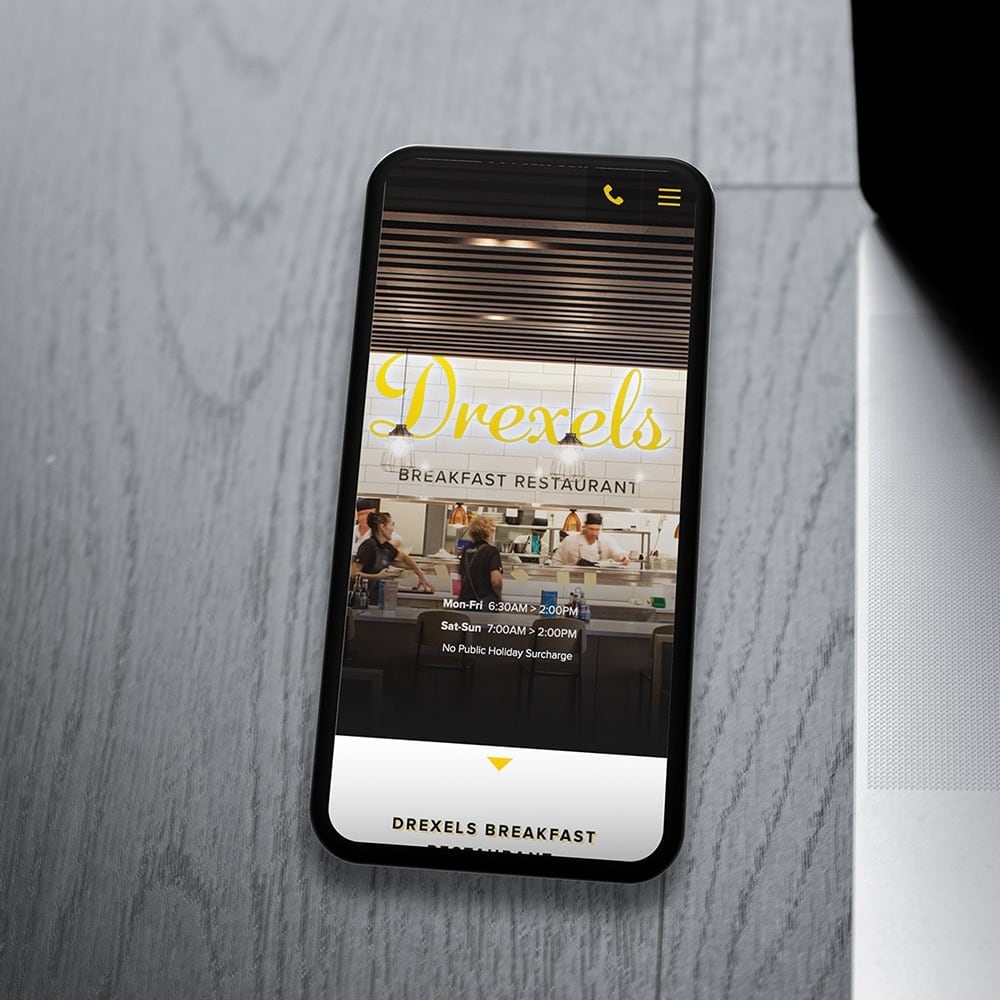 Drexels
BREAKFAST RESTAURANT
Mon-Fri 6:30AM > 2:00PM
Sat-Sun 7:00AM > 2:00PM
No Public Holiday Surcharge
DREXELS BREAKFAST
RESTAURANT